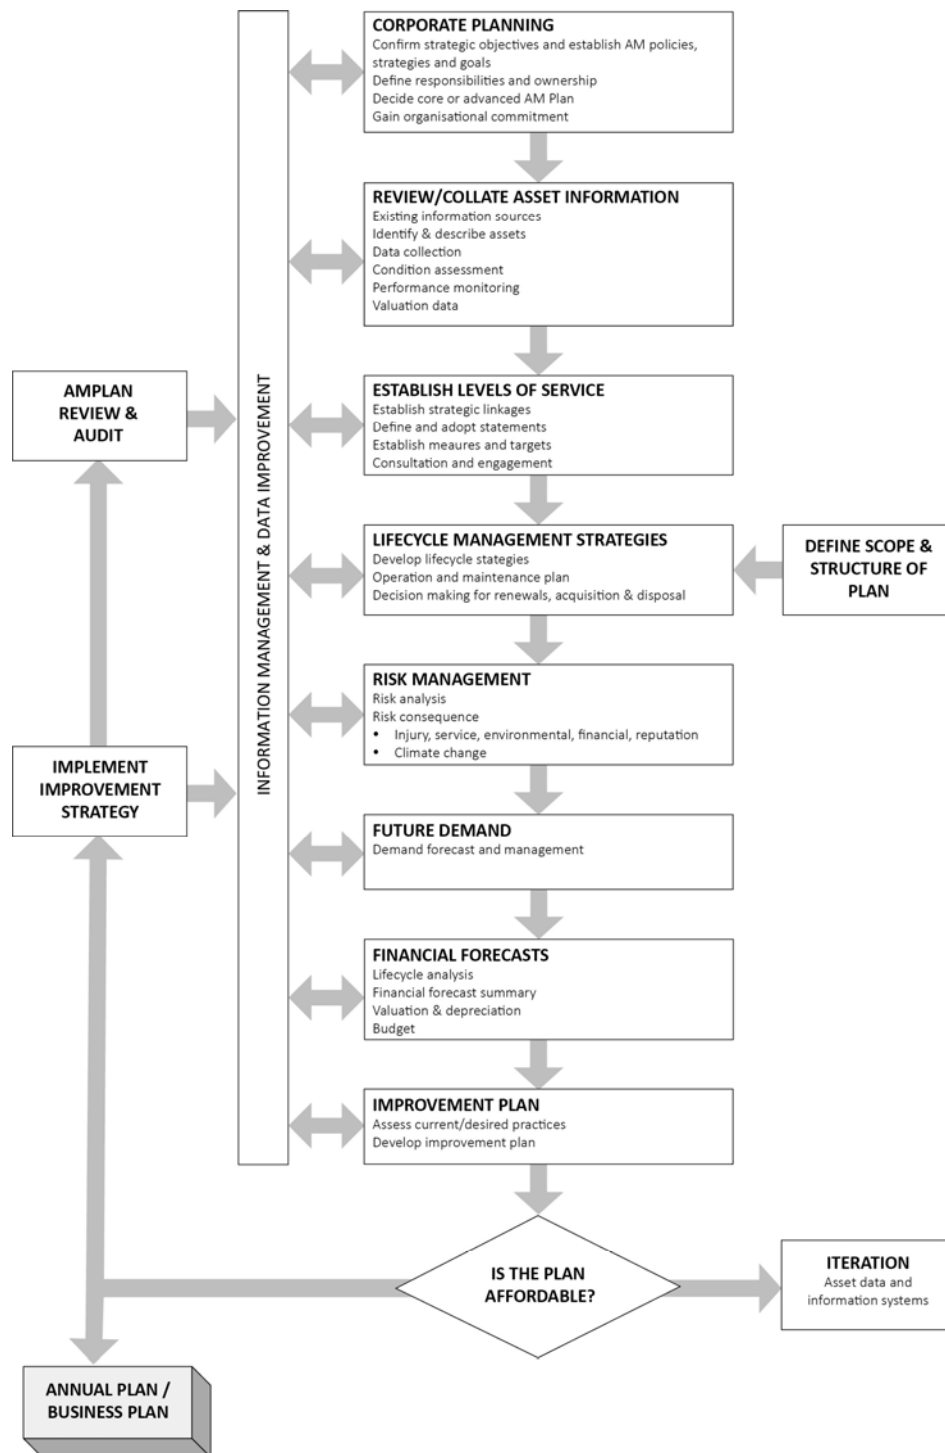 CORPORATE PLANNING
Confirm strategic objectives and establish AM policies,
strategies and goals
Define responsibilities and ownership
Decide core or advanced AM Plan
Gain organisational commitment
REVIEW/COLLATE ASSET INFORMATION
Existing information sources
Identify & describe assets
Data collection
Condition assessment
Performance monitoring
Valuation data
INFORMATION MANAGEMENT & DATA IMPROVEMENT
AMPLAN
REVIEW &
AUDIT
ESTABLISH LEVELS OF SERVICE
Establish strategic linkages
Define and adopt statements
Establish meaures and targets
Consultation and engagement
LIFECYCLE MANAGEMENT STRATEGIES
Develop lifecycle stategies
Operation and maintenance plan
Decision making for renewals, acquisition & disposal
DEFINE SCOPE &
STRUCTURE OF
PLAN
RISK MANAGEMENT
Risk analysis
Risk consequence
• Injury, service, environmental, financial, reputation
• Climate change
IMPLEMENT
IMPROVEMENT
STRATEGY
FUTURE DEMAND
Demand forecast and management
FINANCIAL FORECASTS
Lifecycle analysis
Financial forecast summary
Valuation & depreciation
Budget
IMPROVEMENT PLAN
Assess current/desired practices
Develop improvement plan
IS THE PLAN
AFFORDABLE?
ITERATION
Asset data and
information systems
ANNUAL PLAN /
BUSINESS PLAN